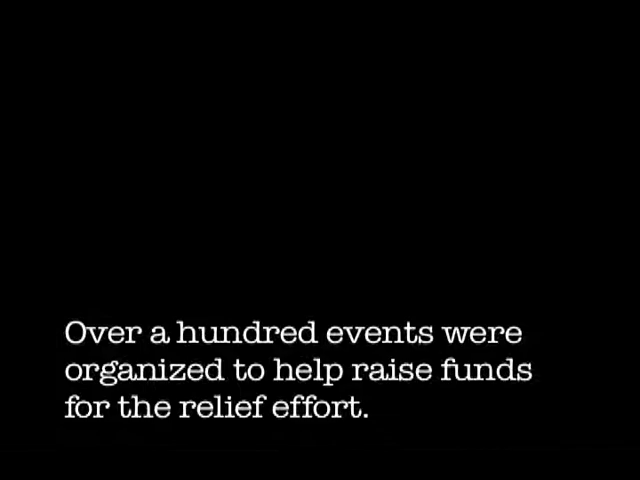 Over a hundred events were
organized to help raise funds
for the relief effort.